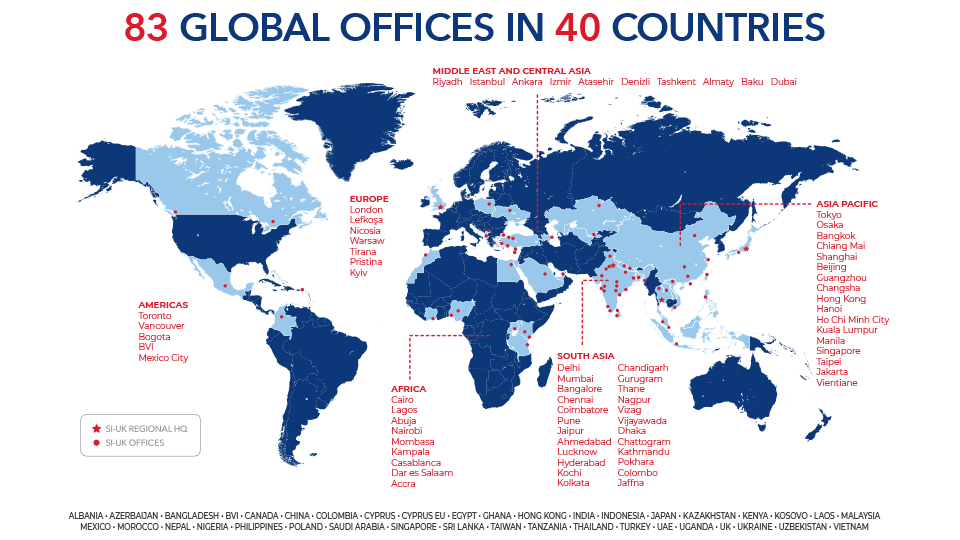 83 GLOBAL OFFICES IN 40 COUNTRIES
MIDDLE EAST AND CENTRAL ASIA
Riyadh Istanbul Ankara Izmir Atasehir Denizli Tashkent Almaty Baku Dubai
EUROPE
London
Lefkoşa
Nicosia
Warsaw
Tirana
Pristina
Kyiv
ASIA PACIFIC
Tokyo
Osaka
Bangkok
Chiang Mai
Shanghai
Beijing
Guangzhou
Changsha
Hong Kong
Hanoi
Ho Chi Minh City
Kuala Lumpur
Manila
Singapore
Taipei
Jakarta
Vientiane
AMERICAS
Toronto
Vancouver
Bogota
BVI
Mexico City
AFRICA
Cairo
Lagos
Abuja
Nairobi
Mombasa
Kampala
Casablanca
Dar es Salaam
Accra
SOUTH ASIA
Delhi
Mumbai
Bangalore
Chennai
Coimbatore
Pune
Jaipur
Ahmedabad
Lucknow
Hyderabad
Kochi
Kolkata
Chandigarh
Gurugram
Thane
Nagpur
Vizag
Vijayawada
Dhaka
Chattogram
Kathmandu
Pokhara
Colombo
Jaffna
SI-UK REGIONAL HQ
SI-UK OFFICES
ALBANIA • AZERBAIJAN • BANGLADESH • BVI • CANADA • CHINA • COLOMBIA • CYPRUS • CYPRUS EU • EGYPT • GHANA • HONG KONG • INDIA • INDONESIA • JAPAN • KAZAKHSTAN • KENYA • KOSOVO • LAOS • MALAYSIA
MEXICO • MOROCCO • NEPAL • NIGERIA • PHILIPPINES • POLAND • SAUDI ARABIA • SINGAPORE • SRI LANKA • TAIWAN • TANZANIA • THAILAND • TURKEY • UAE • UGANDA • UK • UKRAINE • UZBEKISTAN • VIETNAM